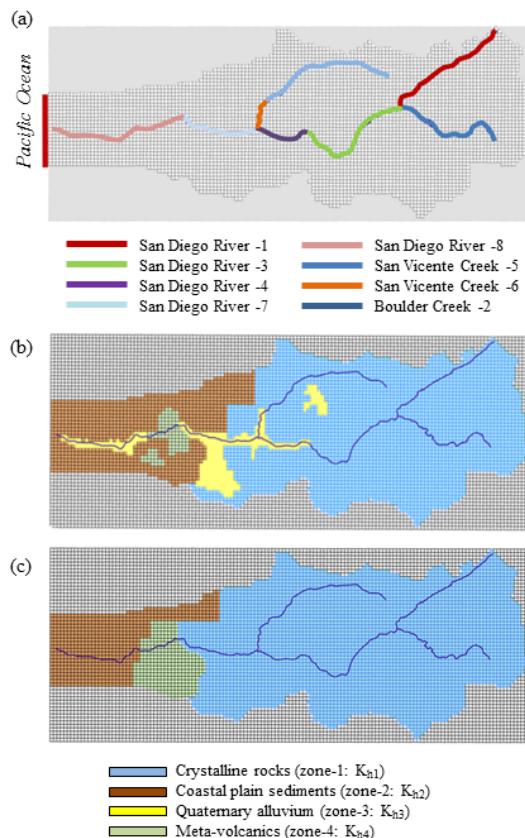 (a)
Pacific Ocean
San Diego River -1
San Diego River -8
San Diego River -3
San Vicente Creek -5
San Diego River -4
San Vicente Creek -6
San Diego River -7
Boulder Creek -2
(b)
(c)
Crystalline rocks (zone-1: Kh1)
Coastal plain sediments (zone-2: Kh2)
Quaternary alluvium (zone-3: Kh3)
Meta-volcanics (zone-4: Kh4)